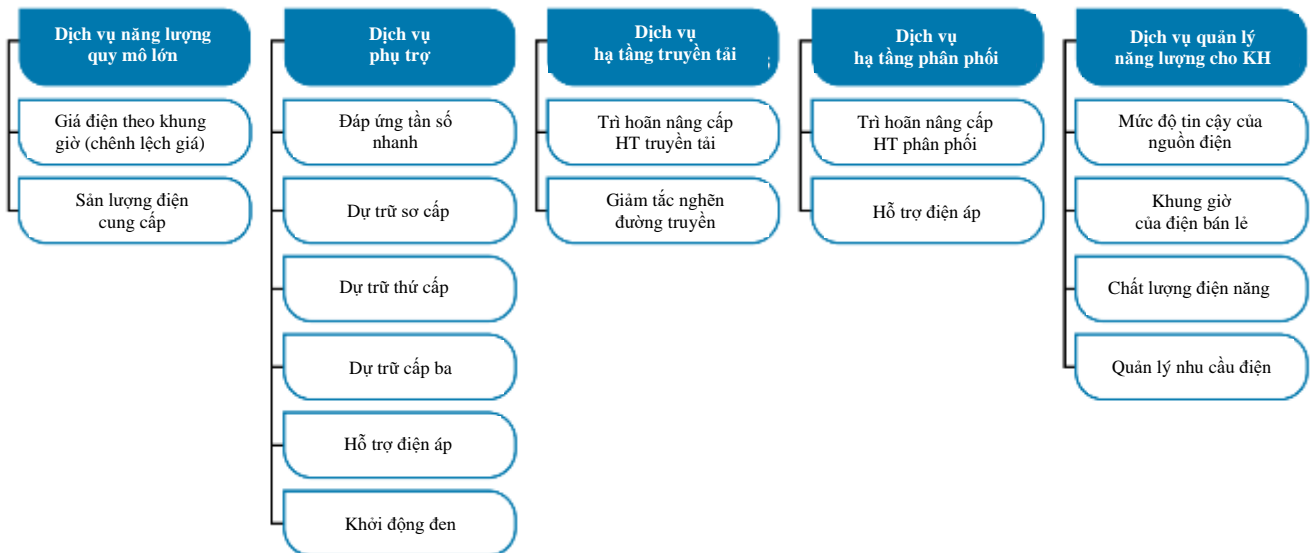 Dịch vụ năng lượng
quy mô lớn
Giá điện theo khung
giờ (chênh lệch giá)
Sản lượng điện
cung cấp
Dịch vụ
phụ trợ
Đáp ứng tần số
nhanh
Dự trữ sơ cấp
Dự trữ thứ cấp
Dự trữ cấp ba
Hỗ trợ điện áp
Khởi động đen
Dịch vụ
hạ tầng truyền tải
Trì hoãn nâng cấp
HT truyền tải
Giảm tắc nghẽn
đường truyền
Dịch vụ
hạ tầng phân phối
Trì hoãn nâng cấp
HT phân phối
Hỗ trợ điện áp
Dịch vụ quản lý
năng lượng cho KH
Mức độ tin cậy của
nguồn điện
Khung giờ
của điện bán lẻ
Chất lượng điện năng
Quản lý nhu cầu điện